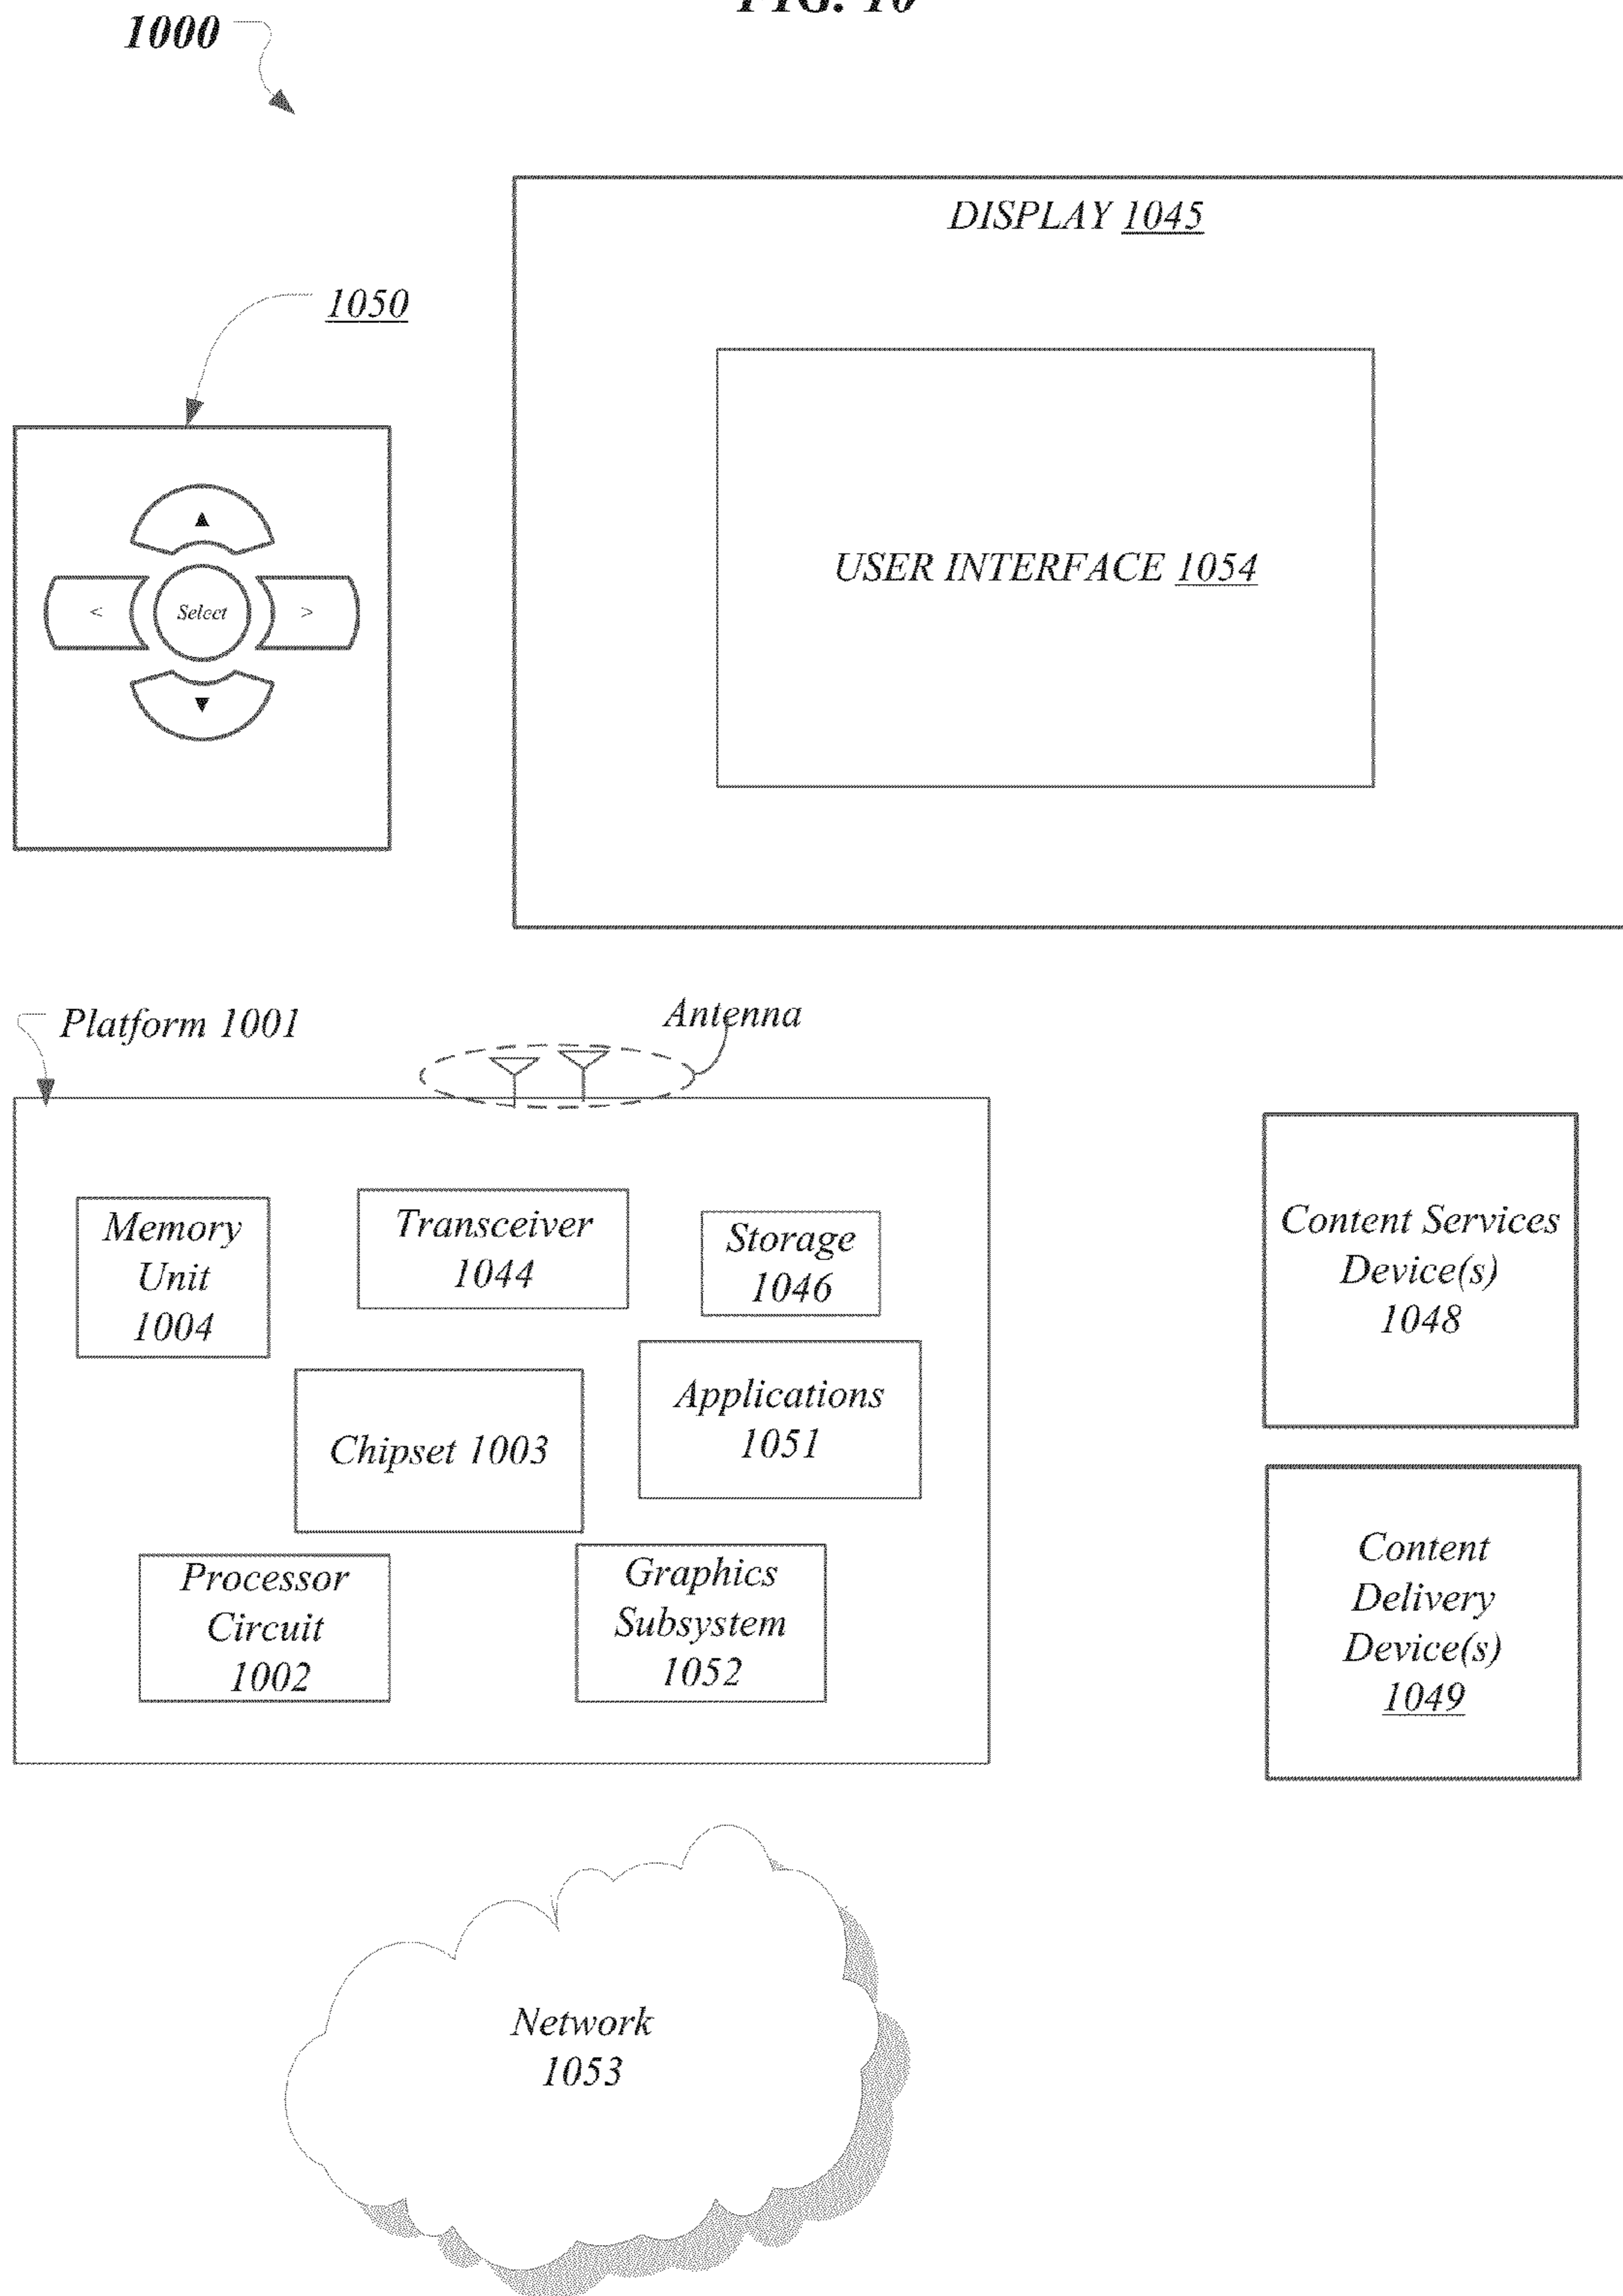 FIG. 10
1000
DISPLAY 1045
1050
USER INTERFACE 1054
▲
< Select >
▼
Platform 1001
Antenna
Memory
Unit
1004
Transceiver
1044
Storage
1046
Content Services
Device(s)
1048
Applications
1051
Chipset 1003
Processor
Circuit
1002
Graphics
Subsystem
1052
Content
Delivery
Device(s)
1049
Network
1053